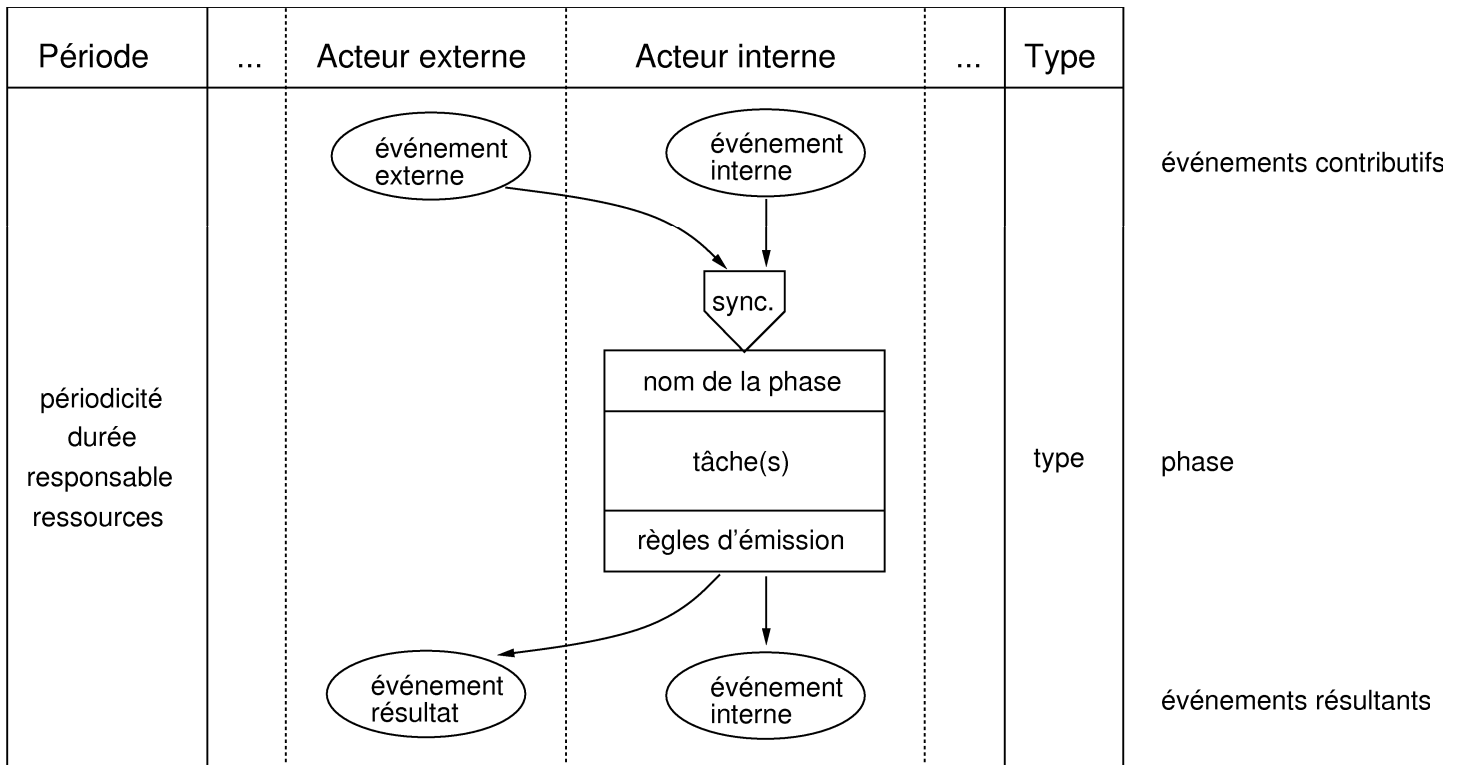 Période ... Acteur externe Acteur interne ... Type
événement
externe
événement
interne
événements contributifs
sync.
nom de la phase
périodicité
durée
responsable
ressources
tâche(s)
type
phase
règles d'émission
événement
résultat
événement
interne
événements résultants